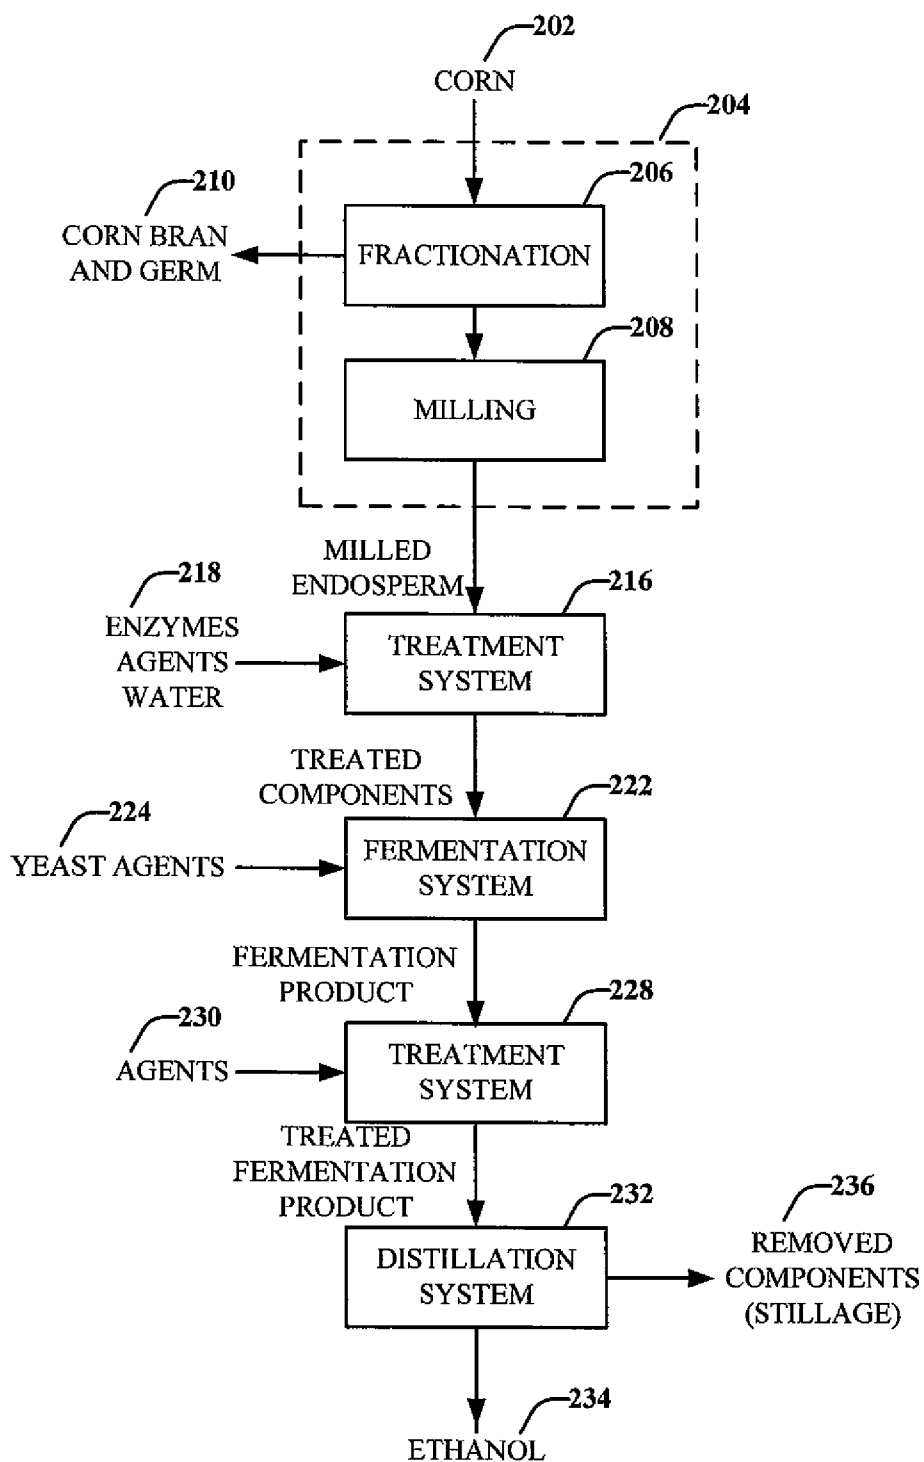 202
CORN
204
206
210
CORN BRAN
AND GERM
FRACTIONATION
208
MILLING
MILLED
ENDOSPERM
218
216
ENZYMES
AGENTS
WATER
TREATMENT
SYSTEM
TREATED
COMPONENTS
222
224
YEAST AGENTS
FERMENTATION
SYSTEM
FERMENTATION
PRODUCT
228
230
AGENTS
TREATMENT
SYSTEM
TREATED
FERMENTATION
PRODUCT
232
236
DISTILLATION
SYSTEM
REMOVED
COMPONENTS
(STILLAGE)
234
ETHANOL